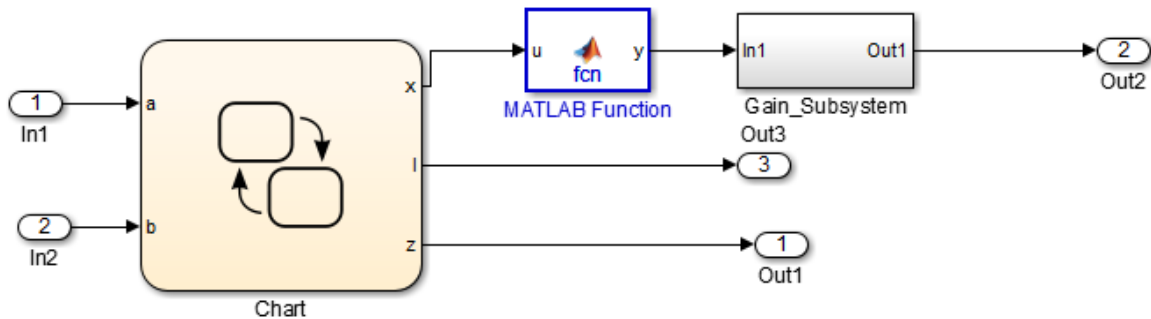 1
In1
2
In2
a
b
x
l
z
Chart
u
y
fcn
MATLAB Function
In1
Out1
Gain_Subsystem
2
Out2
Out3
3
1
Out1